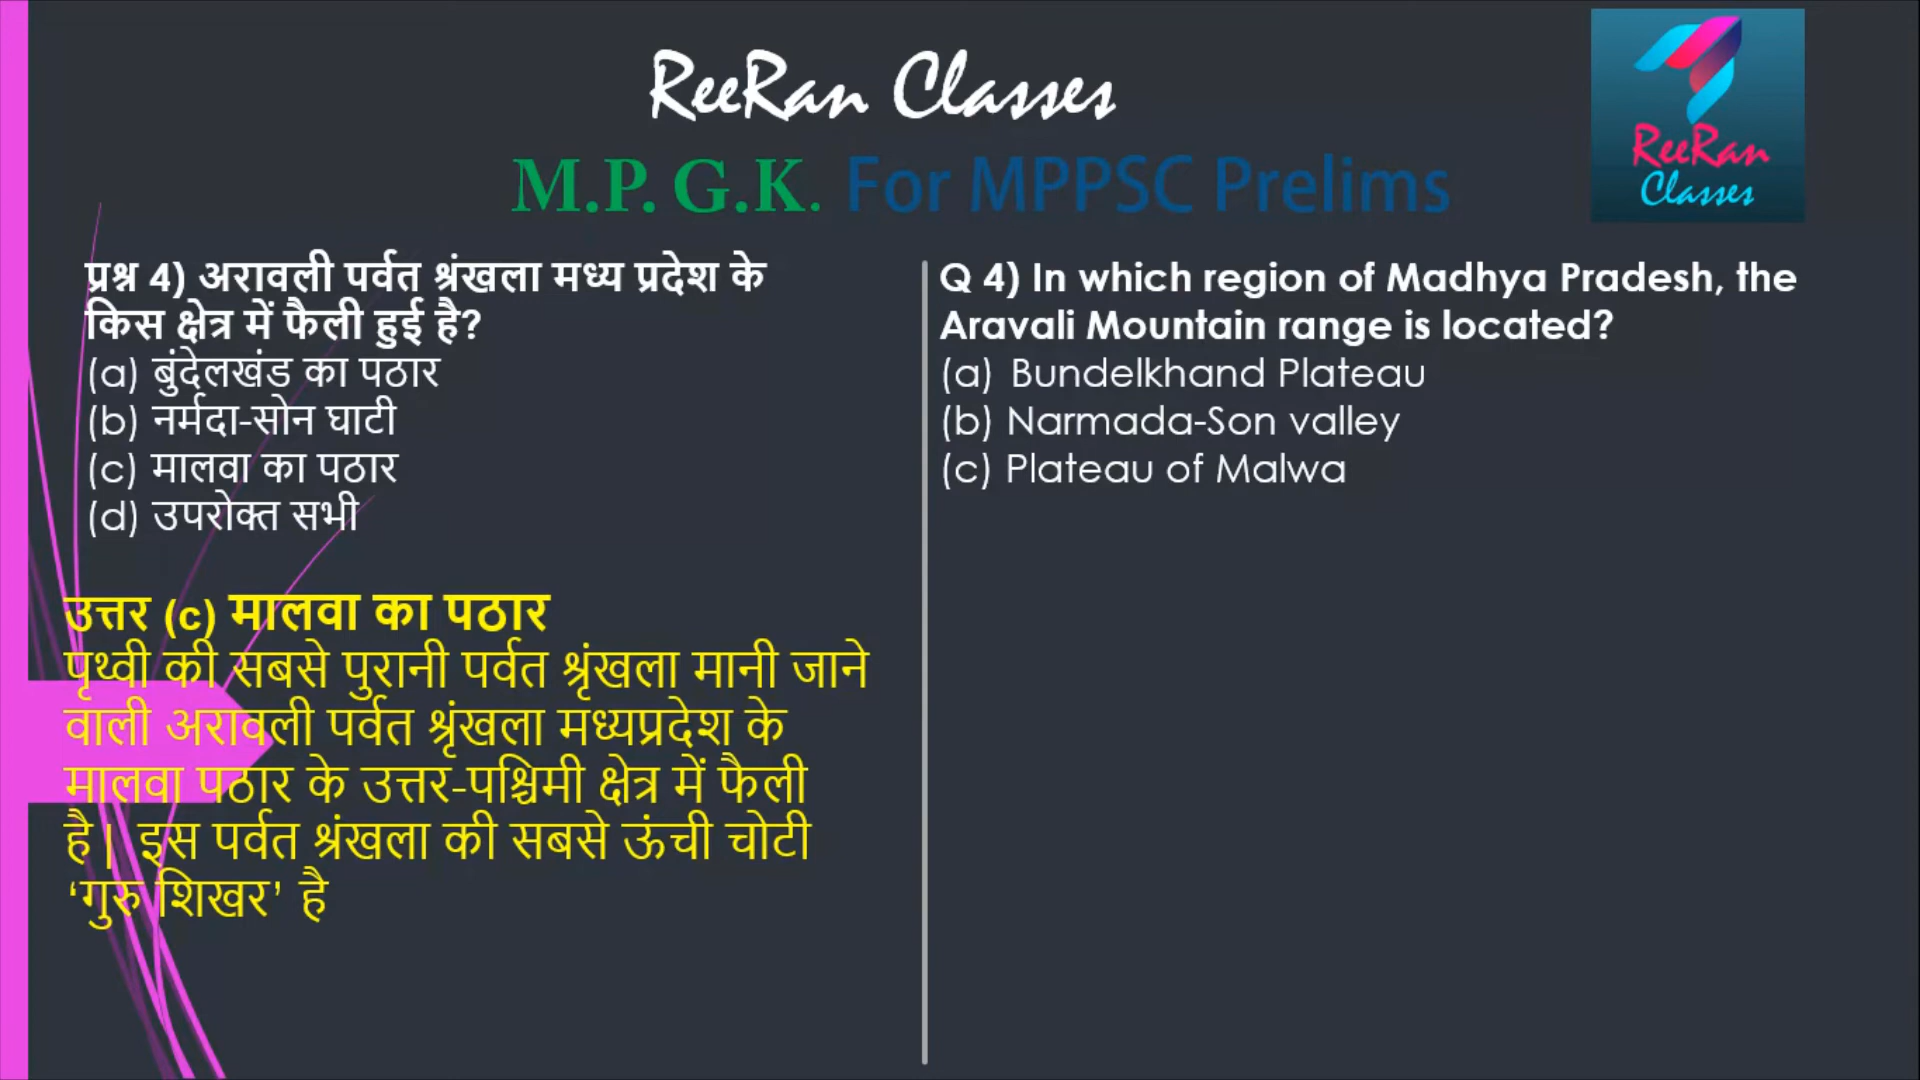 ReeRan Classes
M.P. G.K. For MPPSC Prelims
ReeRan
Classes
प्रश्न 4) अरावली पर्वत श्रंखला मध्य प्रदेश के
किस क्षेत्र में फैली हुई है?
(a) बुंदेलखंड का पठार
(b) नर्मदा-सोन घाटी
(c) मालवा का पठार
(d) उपरोक्त सभी
उत्तर (c) मालवा का पठार
पृथ्वी की सबसे पुरानी पर्वत श्रृंखला मानी जाने
वाली अरावली पर्वत श्रृंखला मध्यप्रदेश के
मालवा पठार के उत्तर-पश्चिमी क्षेत्र में फैली
है| इस पर्वत श्रंखला की सबसे ऊंची चोटी
‘गुरु शिखर’ है
Q 4) In which region of Madhya Pradesh, the
Aravali Mountain range is located?
(a) Bundelkhand Plateau
(b) Narmada-Son valley
(c) Plateau of Malwa